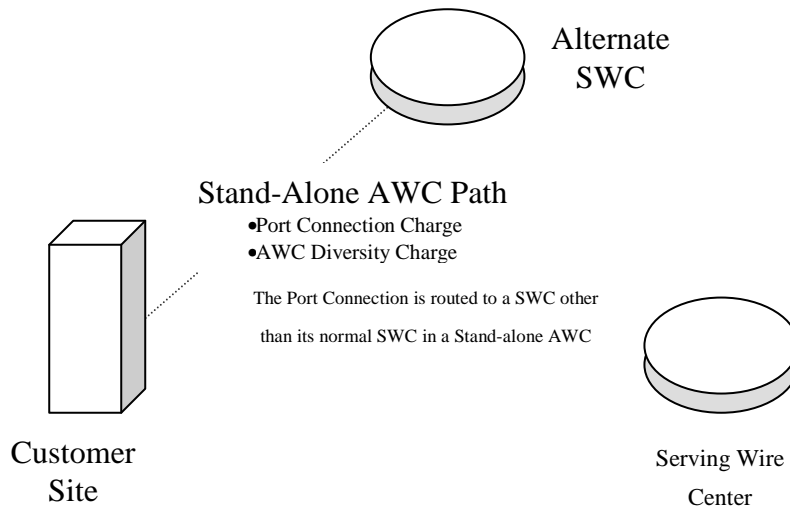 Alternate
SWC
Stand-Alone AWC Path
•Port Connection Charge
•AWC Diversity Charge
The Port Connection is routed to a SWC other
than its normal SWC in a Stand-alone AWC
Customer
Site
Serving Wire
Center